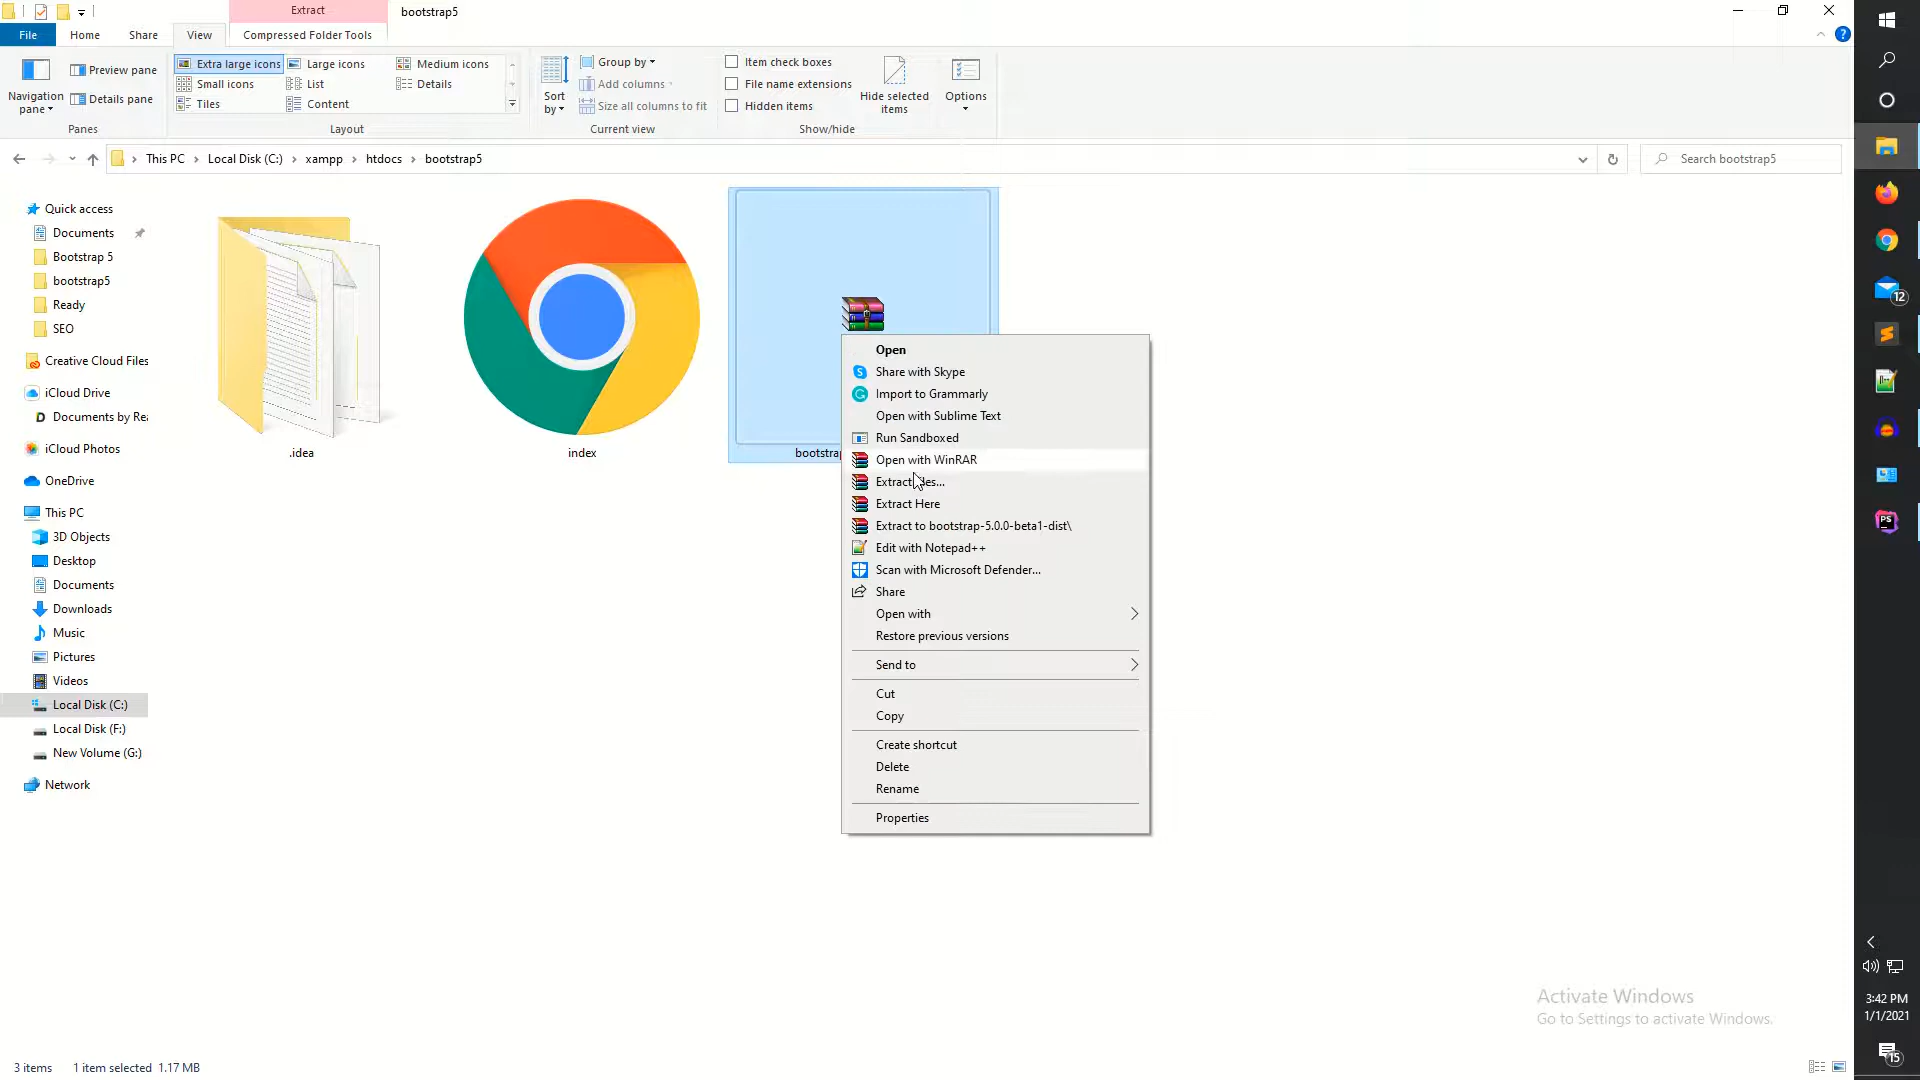 Extract
bootstrap5
File
Home
Share
View
Compressed Folder Tools
Navigation
pane
Preview pane
Details pane
Panes
Extra large icons
Large icons
Medium icons
Small icons
List
Details
Tiles
Content
Layout
Sort
by
Group by
Add columns
Size all columns to fit
Current view
Item check boxes
File name extensions
Hidden items
Hide selected
items
Show/hide
Options
This PC
Local Disk (C:)
xampp
htdocs
bootstrap5
Search bootstrap5
Quick access
Documents
Bootstrap 5
bootstrap5
Ready
SEO
Creative Cloud Files
iCloud Drive
Documents by Rea
iCloud Photos
OneDrive
This PC
3D Objects
Desktop
Documents
Downloads
Music
Pictures
Videos
Local Disk (C:)
Local Disk (F:)
New Volume (G:)
Network
.idea
index
bootstrap
Open
Share with Skype
Import to Grammarly
Open with Sublime Text
Run Sandboxed
Open with WinRAR
Extract
Extract Here
Extract to bootstrap-5.0.0-beta1-dist\
Edit with Notepad++
Scan with Microsoft Defender...
Share
Open with
Restore previous versions
Send to
Cut
Copy
Create shortcut
Delete
Rename
Properties
12
PS
Activate Windows
Go to Settings to activate Windows.
3:42 PM
1/1/2021
15
3 items
1 item selected 1.17 MB